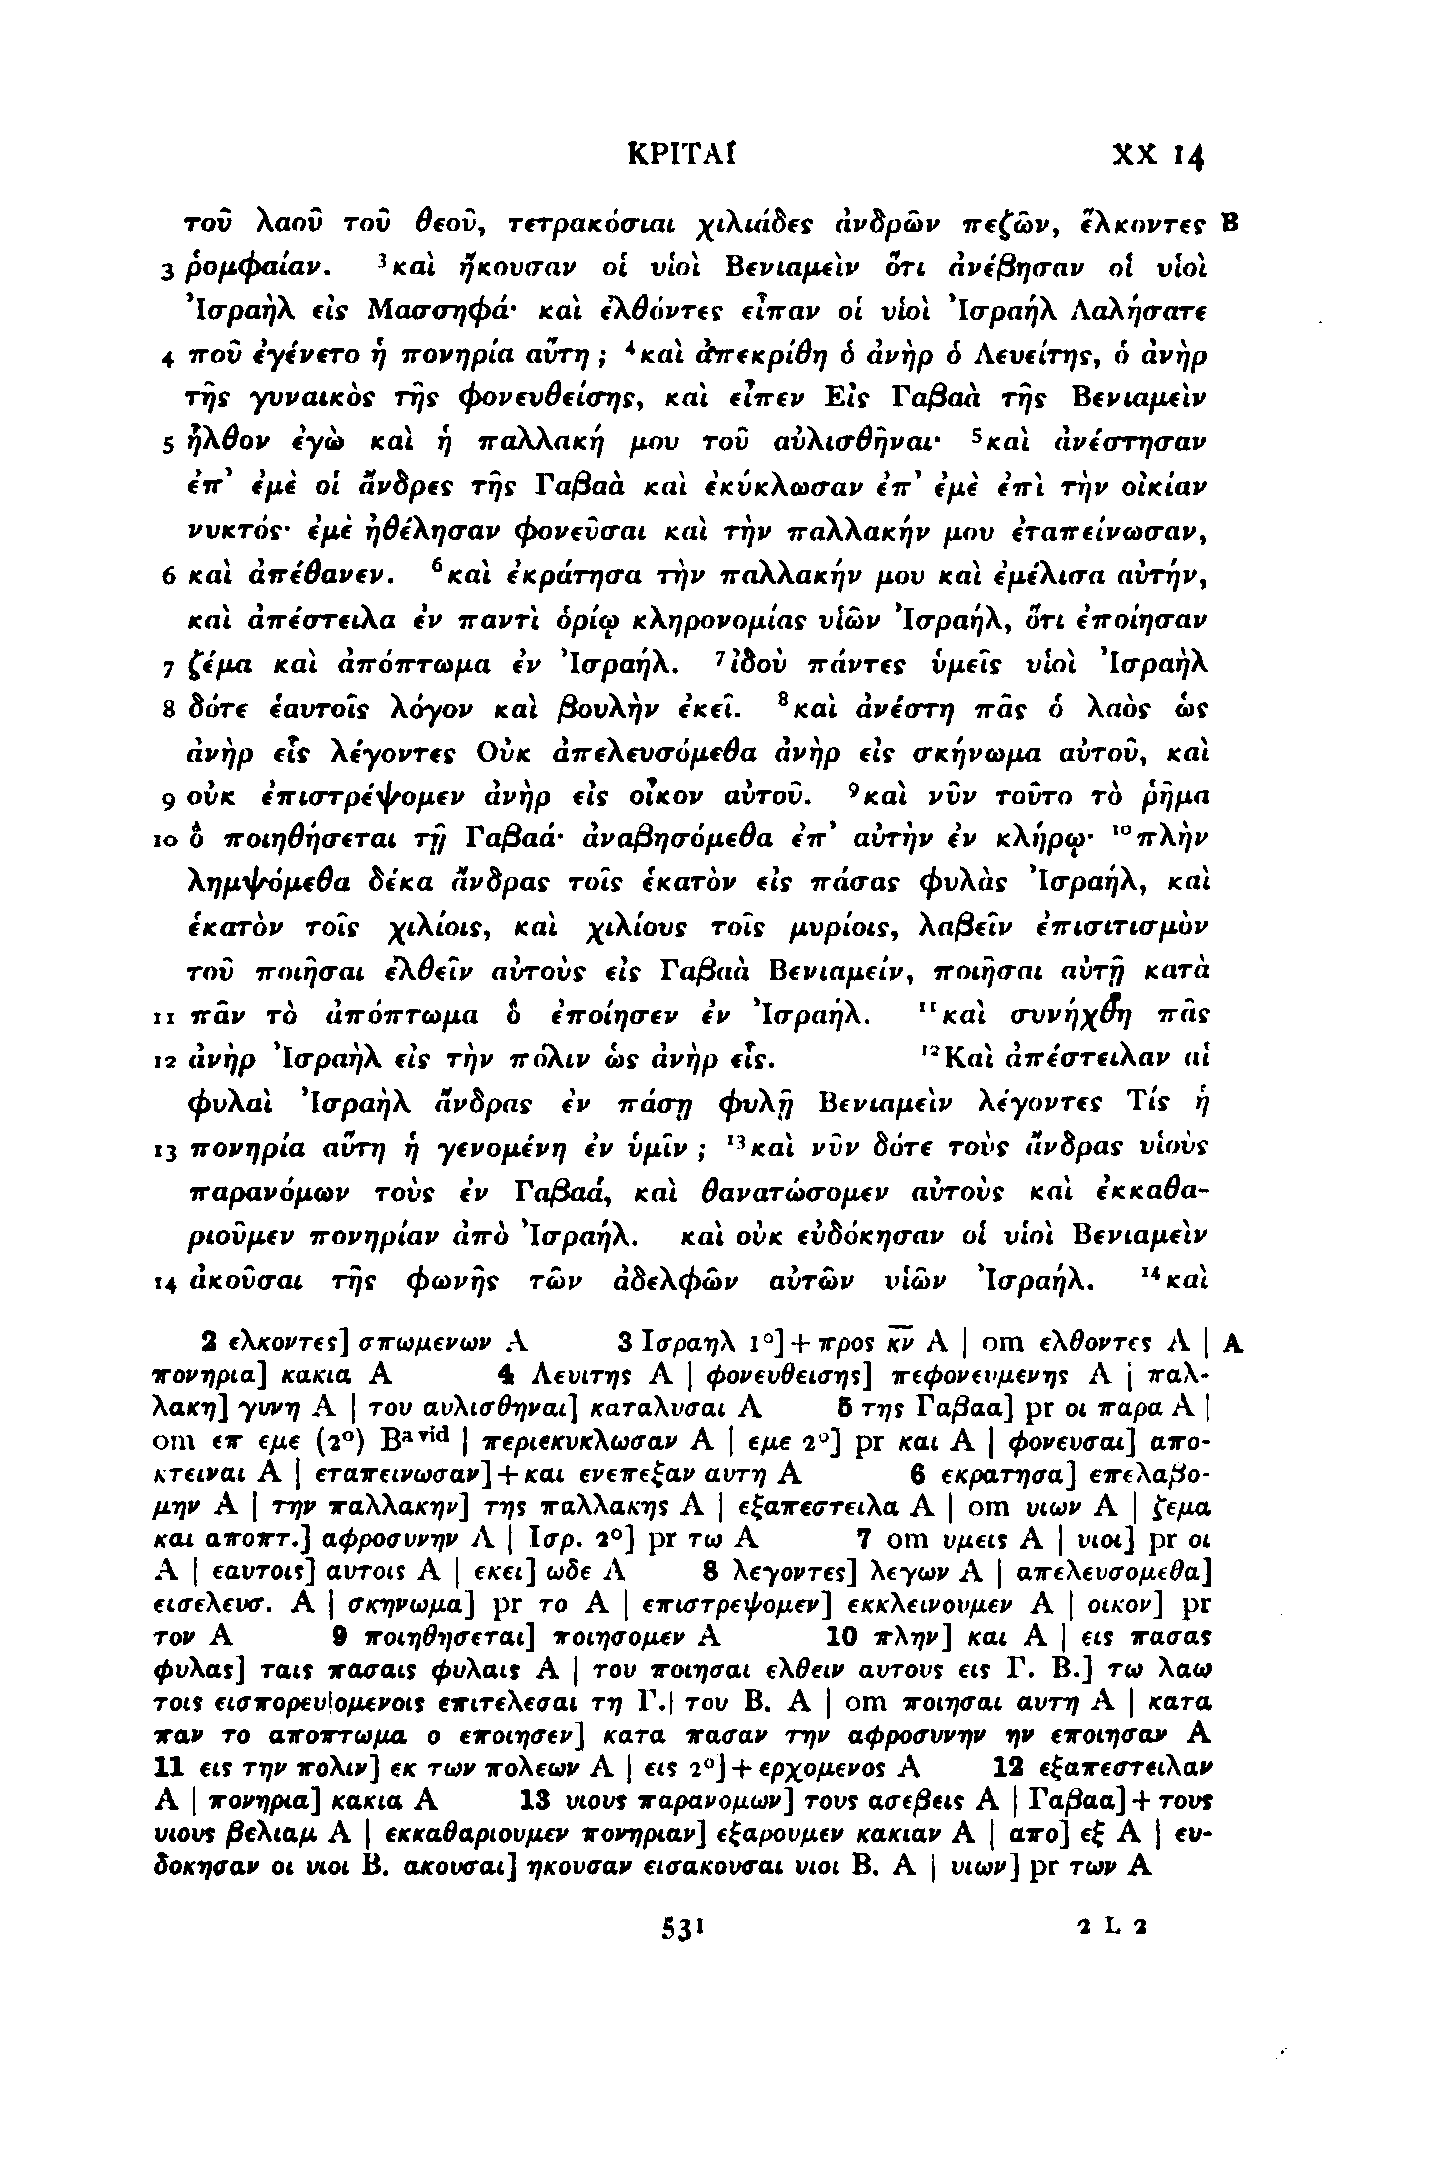 ΚΡΙΤΑΙ XX 14
τοῦ λαοῦ τοῦ θεοῦ, τετρακόσιαι χιλιάδες ἀνδρῶν πεζῶν, ἕλκοντες B
3 ῥομφαίαν. ³καὶ ἤκουσαν οἱ υἱοὶ Βενιαμεὶν ὅτι ἀνέβησαν οἱ υἱοὶ
Ἰσραὴλ εἰς Μασσηφά· καὶ ἐλθόντες εἶπαν οἱ υἱοὶ Ἰσραὴλ Λαλήσατε
4 ποῦ ἐγένετο ἡ πονηρία αὕτη; ⁴καὶ ἀπεκρίθη ὁ ἀνὴρ ὁ Λευείτης, ὁ ἀνὴρ
τῆς γυναικὸς τῆς φονευθείσης, καὶ εἶπεν Εἰς Γαβαὰ τῆς Βενιαμεὶν
5 ἦλθον ἐγὼ καὶ ἡ παλλακή μου τοῦ αὐλισθῆναι· ⁵καὶ ἀνέστησαν
ἐπ’ ἐμὲ οἱ ἄνδρες τῆς Γαβαὰ καὶ ἐκύκλωσαν ἐπ’ ἐμὲ ἐπὶ τὴν οἰκίαν
νυκτός· ἐμὲ ἠθέλησαν φονεῦσαι καὶ τὴν παλλακήν μου ἐταπείνωσαν,
6 καὶ ἀπέθανεν. ⁶καὶ ἐκράτησα τὴν παλλακήν μου καὶ ἐμέλισα αὐτήν,
καὶ ἀπέστειλα ἐν παντὶ ὁρίῳ κληρονομίας υἱῶν Ἰσραήλ, ὅτι ἐποίησαν
7 ζέμα καὶ ἀπόπτωμα ἐν Ἰσραήλ. ⁷ἰδοὺ πάντες ὑμεῖς υἱοὶ Ἰσραὴλ
8 δότε ἑαυτοῖς λόγον καὶ βουλὴν ἐκεῖ. ⁸καὶ ἀνέστη πᾶς ὁ λαὸς ὡς
ἀνὴρ εἷς λέγοντες Οὐκ ἀπελευσόμεθα ἀνὴρ εἰς σκήνωμα αὐτοῦ, καὶ
9 οὐκ ἐπιστρέψομεν ἀνὴρ εἰς οἶκον αὐτοῦ. ⁹καὶ νῦν τοῦτο τὸ ῥῆμα
10 ὃ ποιηθήσεται τῇ Γαβαά· ἀναβησόμεθα ἐπ’ αὐτὴν ἐν κλήρῳ· ¹⁰πλὴν
λημψόμεθα δέκα ἄνδρας τοῖς ἑκατὸν εἰς πάσας φυλὰς Ἰσραήλ, καὶ
ἑκατὸν τοῖς χιλίοις, καὶ χιλίους τοῖς μυρίοις, λαβεῖν ἐπισιτισμὸν
τοῦ ποιῆσαι ἐλθεῖν αὐτοὺς εἰς Γαβαὰ Βενιαμείν, ποιῆσαι αὐτῇ κατὰ
11 πᾶν τὸ ἀπόπτωμα ὃ ἐποίησεν ἐν Ἰσραήλ. ¹¹καὶ συνήχθη πᾶς
12 ἀνὴρ Ἰσραὴλ εἰς τὴν πόλιν ὡς ἀνὴρ εἷς. ¹²Καὶ ἀπέστειλαν αἱ
φυλαὶ Ἰσραὴλ ἄνδρας ἐν πάσῃ φυλῇ Βενιαμεὶν λέγοντες Τίς ἡ
13 πονηρία αὕτη ἡ γενομένη ἐν ὑμῖν; ¹³καὶ νῦν δότε τοὺς ἄνδρας υἱοὺς
παρανόμων τοὺς ἐν Γαβαά, καὶ θανατώσομεν αὐτοὺς καὶ ἐκκαθα-
ριοῦμεν πονηρίαν ἀπὸ Ἰσραήλ. καὶ οὐκ εὐδόκησαν οἱ υἱοὶ Βενιαμεὶν
14 ἀκοῦσαι τῆς φωνῆς τῶν ἀδελφῶν αὐτῶν υἱῶν Ἰσραήλ. ¹⁴καὶ
2 ελκοντες] σπωμενων A 3 Ισραηλ 1°]+προς κ̅ν̅ A | om ελθοντες A | A
πονηρια] κακια A 4 Λευιτης A | φονευθεισης] πεφονευμενης A | παλ-
λακη] γυνη A | του αυλισθηναι] καταλυσαι A 5 της Γαβαα] pr οι παρα A |
om επ εμε (2°) Bᵃᵛⁱᵈ | περιεκυκλωσαν A | εμε 2°] pr και A | φονευσαι] απο-
κτειναι A | εταπεινωσαν]+και ενεπεξαν αυτη A 6 εκρατησα] επελαβο-
μην A | την παλλακην] της παλλακης A | εξαπεστειλα A | om υιων A | ζεμα
και αποπτ.] αφροσυνην A | Ισρ. 2°] pr τω A 7 om υμεις A | υιοι] pr οι
A | εαυτοις] αυτοις A | εκει] ωδε A 8 λεγοντες] λεγων A | απελευσομεθα]
εισελευσ. A | σκηνωμα] pr το A | επιστρεψομεν] εκκλεινουμεν A | οικον] pr
τον A 9 ποιηθησεται] ποιησομεν A 10 πλην] και A | εις πασας
φυλας] ταις πασαις φυλαις A | του ποιησαι ελθειν αυτους εις Γ. B.] τω λαω
τοις εισπορευ|ομενοις επιτελεσαι τη Γ.| του B. A | om ποιησαι αυτη A | κατα
παν το αποπτωμα ο εποιησεν] κατα πασαν την αφροσυνην ην εποιησαν A
11 εις την πολιν] εκ των πολεων A | εις 2°]+ερχομενος A 12 εξαπεστειλαν
A | πονηρια] κακια A 13 υιους παρανομων] τους ασεβεις A | Γαβαα]+τους
υιους βελιαμ A | εκκαθαριουμεν πονηριαν] εξαρουμεν κακιαν A | απο] εξ A | ευ-
δοκησαν οι υιοι B. ακουσαι] ηκουσαν εισακουσαι υιοι B. A | υιων] pr των A
531 2 L 2